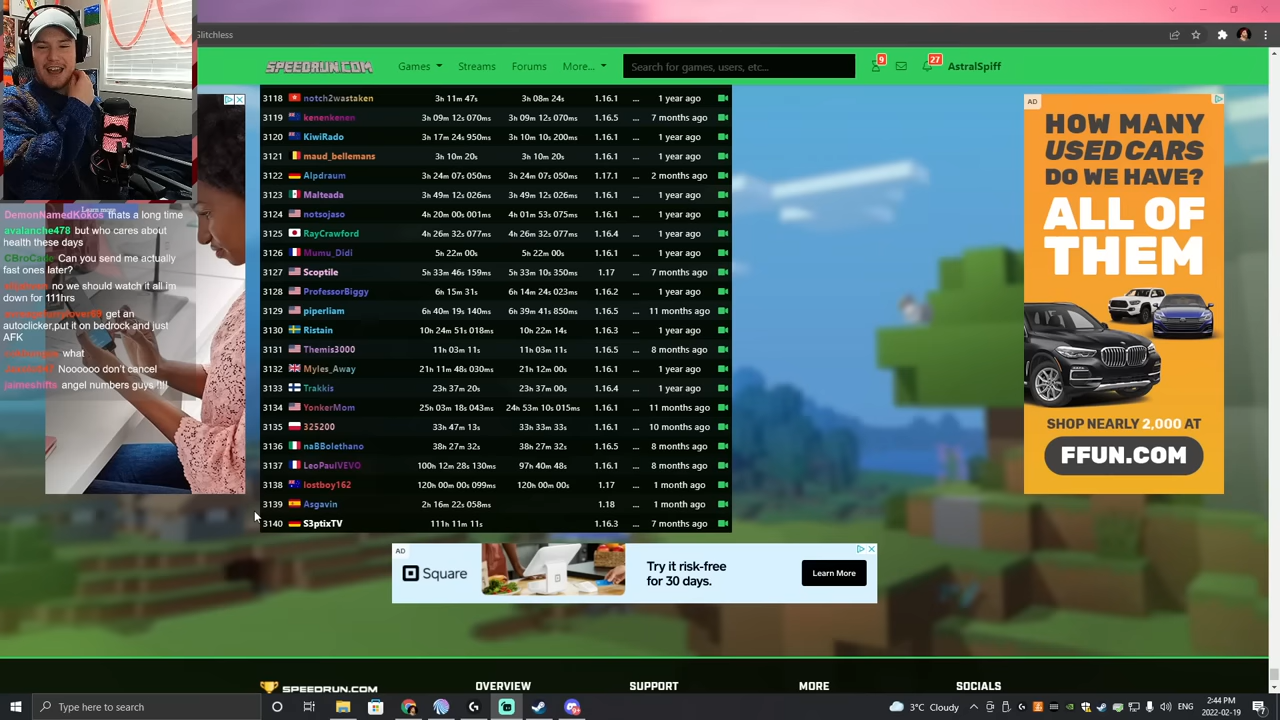 Glitchless
SPEEDRUN.COM Games Streams Forums More... Search for games, users, etc... 9 27 AstralSpiff
3118 notch2wastaken 3h 11m 47s 3h 08m 24s 1.16.1 ... 1 year ago
3119 kenenkenen 3h 09m 12s 070ms 3h 09m 12s 070ms 1.16.5 ... 7 months ago
3120 KiwiRado 3h 17m 24s 950ms 3h 10m 10s 200ms 1.16.1 ... 1 year ago
3121 maud_bellemans 3h 10m 20s 3h 10m 20s 1.16.1 ... 1 year ago
3122 Alpdraum 3h 24m 07s 050ms 3h 24m 07s 050ms 1.17.1 ... 2 months ago
3123 Malteada 3h 49m 12s 026ms 3h 49m 12s 026ms 1.16.1 ... 1 year ago
3124 notsojaso 4h 20m 00s 001ms 4h 01m 53s 075ms 1.16.1 ... 1 year ago
3125 RayCrawford 4h 26m 32s 077ms 4h 26m 32s 077ms 1.16.4 ... 1 year ago
3126 Mumu_Didi 5h 22m 00s 5h 22m 00s 1.16.1 ... 1 year ago
3127 Scoptile 5h 33m 46s 159ms 5h 33m 10s 350ms 1.17 ... 7 months ago
3128 ProfessorBiggy 6h 15m 31s 6h 14m 24s 023ms 1.16.2 ... 1 year ago
3129 piperliam 6h 40m 19s 140ms 6h 39m 41s 850ms 1.16.5 ... 11 months ago
3130 Ristain 10h 24m 51s 018ms 10h 22m 14s 1.16.3 ... 1 year ago
3131 Themis3000 11h 03m 11s 11h 03m 11s 1.16.5 ... 8 months ago
3132 Myles_Away 21h 11m 48s 030ms 21h 12m 00s 1.16.1 ... 1 year ago
3133 Trakkis 23h 37m 20s 23h 37m 00s 1.16.4 ... 1 year ago
3134 YonkerMom 25h 03m 18s 043ms 24h 53m 10s 015ms 1.16.1 ... 11 months ago
3135 325200 33h 47m 13s 33h 33m 33s 1.16.1 ... 10 months ago
3136 naBBolethano 38h 27m 32s 38h 27m 32s 1.16.5 ... 8 months ago
3137 LeoPaulVEVO 100h 12m 28s 130ms 97h 40m 48s 1.16.1 ... 8 months ago
3138 lostboy162 120h 00m 00s 099ms 120h 00m 00s 1.17 ... 1 month ago
3139 Asgavin 2h 16m 22s 058ms 1.18 ... 1 month ago
3140 S3ptixTV 111h 11m 11s 1.16.3 ... 7 months ago
Learn more
DemonNamedKokos thats a long time
avalanche478 but who cares about
health these days
CBroCade Can you send me actually
fast ones later?
no we should watch it all im
down for 111hrs
get an
autoclicker,put it on bedrock and just
AFK
what
Noooooo don't cancel
jaimeshifts angel numbers guys !!!!
AD
HOW MANY
USED CARS
DO WE HAVE?
ALL OF
THEM
SHOP NEARLY 2,000 AT
FFUN.COM
AD
Square
Try it risk-free
for 30 days.
Learn More
SPEEDRUN.COM OVERVIEW SUPPORT MORE SOCIALS
Type here to search
3°C Cloudy
ENG
2:44 PM
2022-02-19